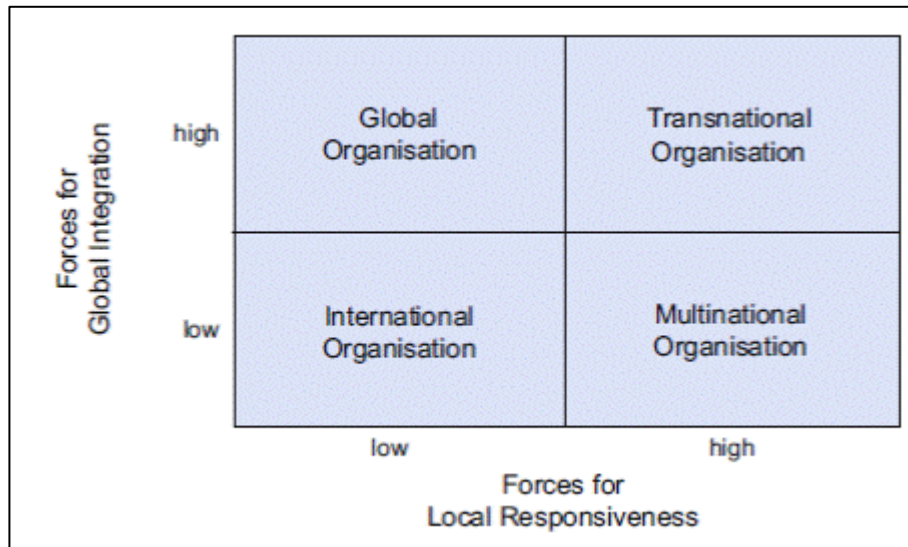 Forces for
Global Integration
high
Global
Organisation
Transnational
Organisation
low
International
Organisation
Multinational
Organisation
low
high
Forces for
Local Responsiveness